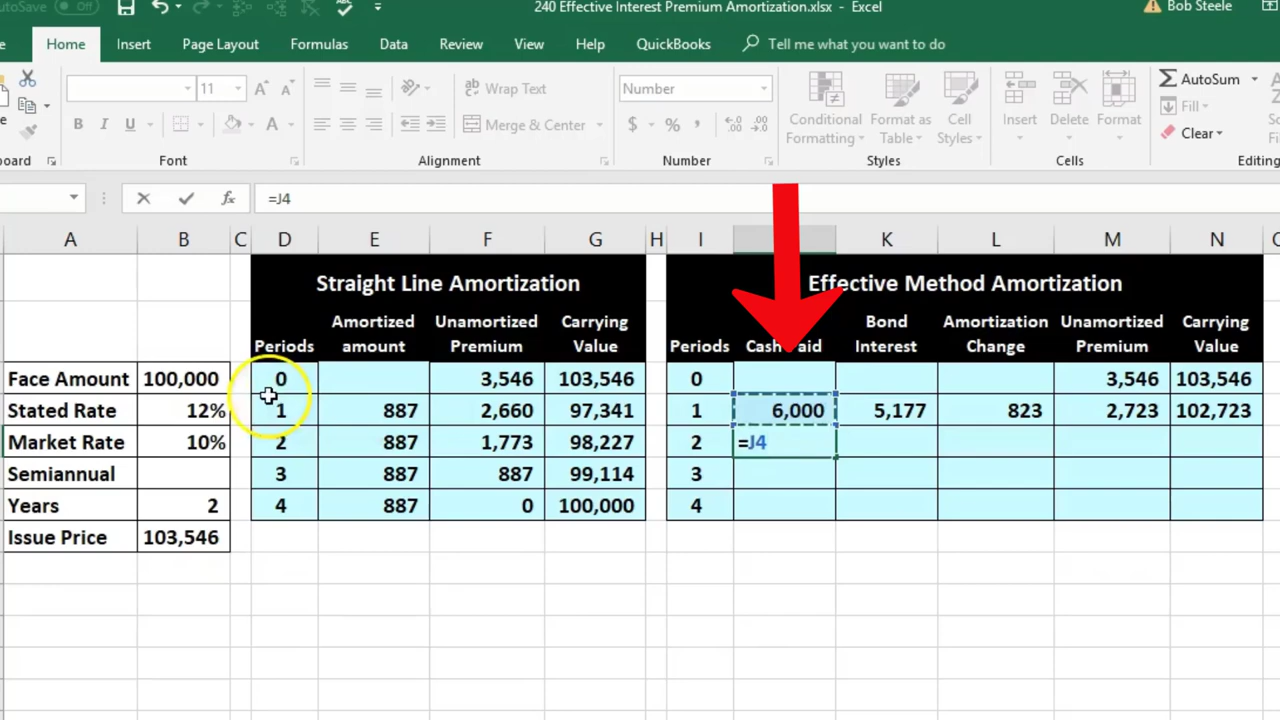 AutoSave Off 240 Effective Interest Premium Amortization.xlsx - Excel Bob Steele
Home Insert Page Layout Formulas Data Review View Help QuickBooks Tell me what you want to do
11 Wrap Text Number AutoSum
B I U Merge & Center $ % , Conditional Formatting Format as Table Cell Styles Insert Delete Format Fill
Clear
Font Alignment Number Styles Cells Editing
fx =J4
A B C D E F G H I K L M N
Straight Line Amortization Effective Method Amortization
Amortized Unamortized Carrying Bond Amortization Unamortized Carrying
Periods amount Premium Value Periods Cash Interest Change Premium Value
Face Amount 100,000 0 3,546 103,546 0 3,546 103,546
Stated Rate 12% 1 887 2,660 97,341 1 6,000 5,177 823 2,723 102,723
Market Rate 10% 2 887 1,773 98,227 2 =J4
Semiannual 3 887 887 99,114 3
Years 2 4 887 0 100,000 4
Issue Price 103,546